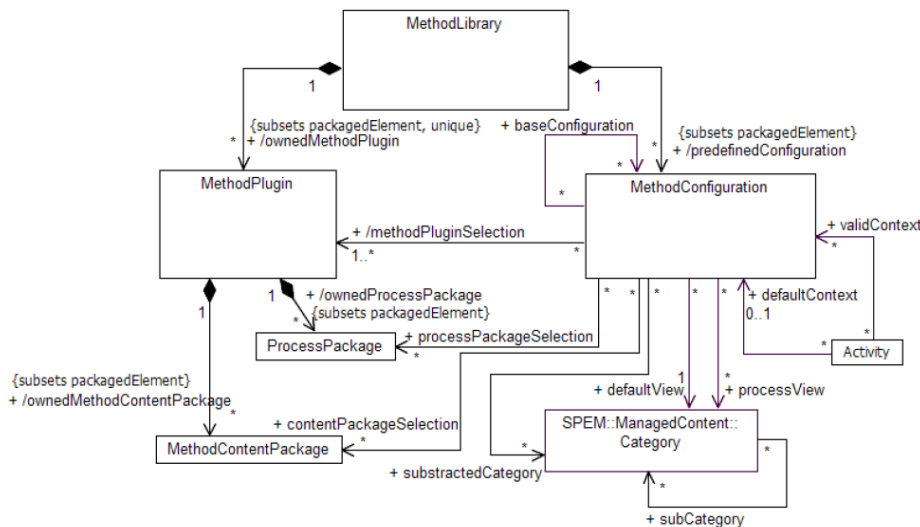 MethodLibrary
1
1
{subsets packagedElement, unique}
* + /ownedMethodPlugin
+ baseConfiguration
*
*
{subsets packagedElement}
* + /predefinedConfiguration
MethodPlugin
MethodConfiguration
+ /methodPluginSelection
1..*
*
+ validContext
*
1
1
+ /ownedProcessPackage
* {subsets packagedElement}
* * * * *
+ defaultContext
0..1
*
*
ProcessPackage
+ processPackageSelection
*
Activity
{subsets packagedElement}
+ /ownedMethodContentPackage
*
+ defaultView
1
*
+ processView
+ contentPackageSelection
*
MethodContentPackage
SPEM::ManagedContent::
Category
*
+ substractedCategory
*
*
+ subCategory